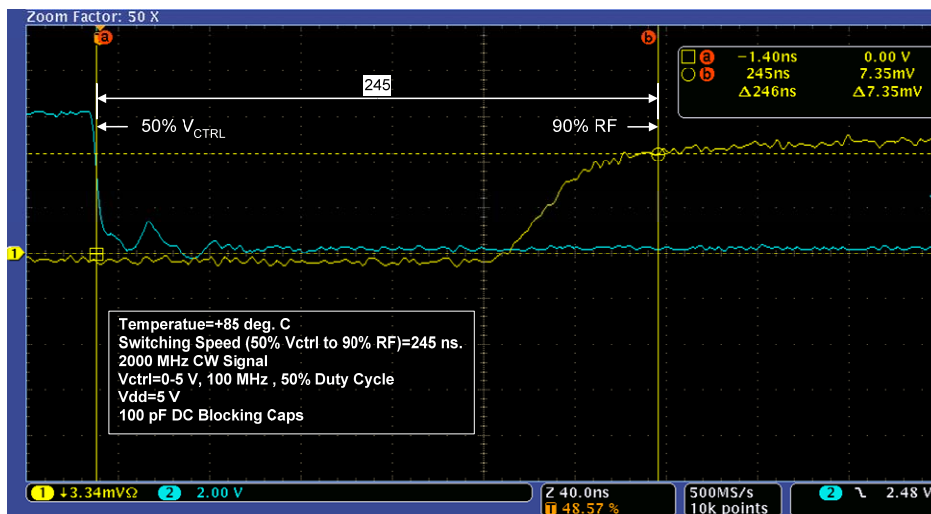 Zoom Factor: 50 X
a
b
a −1.40ns 0.00 V
b 245ns 7.35mV
Δ246ns Δ7.35mV
245
50% VCTRL
90% RF
1
Temperatue=+85 deg. C
Switching Speed (50% Vctrl to 90% RF)=245 ns.
2000 MHz CW Signal
Vctrl=0-5 V, 100 MHz , 50% Duty Cycle
Vdd=5 V
100 pF DC Blocking Caps
1 ↓3.34mVΩ 2 2.00 V
Z 40.0ns
T 48.57 %
500MS/s
10k points
2 2.48 V